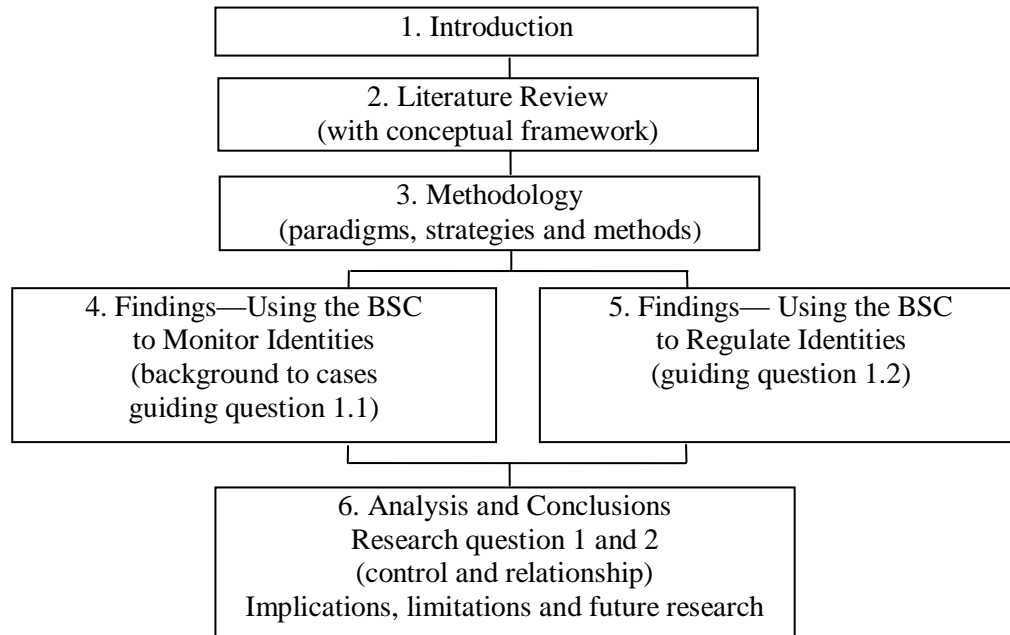 1. Introduction
2. Literature Review
(with conceptual framework)
3. Methodology
(paradigms, strategies and methods)
4. Findings—Using the BSC
to Monitor Identities
(background to cases
guiding question 1.1)
5. Findings— Using the BSC
to Regulate Identities
(guiding question 1.2)
6. Analysis and Conclusions
Research question 1 and 2
(control and relationship)
Implications, limitations and future research